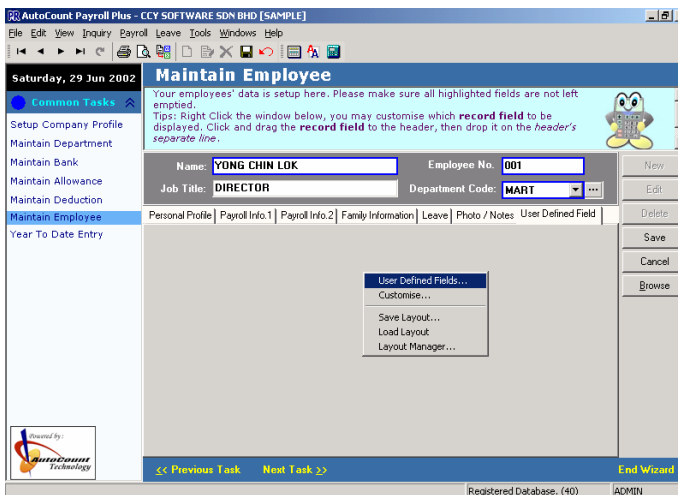 AutoCount Payroll Plus - CCY SOFTWARE SDN BHD [SAMPLE]
File Edit View Inquiry Payroll Leave Tools Windows Help
Saturday, 29 Jun 2002
Maintain Employee
Your employees' data is setup here. Please make sure all highlighted fields are not left
emptied.
Tips: Right Click the window below, you may customise which record field to be
displayed. Click and drag the record field to the header, then drop it on the header's
separate line.
Common Tasks
Setup Company Profile
Maintain Department
Maintain Bank
Maintain Allowance
Maintain Deduction
Maintain Employee
Year To Date Entry
Name: YONG CHIN LOK Employee No. 001
Job Title: DIRECTOR Department Code: MART ...
Personal Profile Payroll Info.1 Payroll Info.2 Family Information Leave Photo / Notes User Defined Field
New
Edit
Delete
Save
Cancel
Browse
User Defined Fields...
Customise...
Save Layout...
Load Layout
Layout Manager...
Powered by:
AutoCount
Technology
<< Previous Task Next Task >> End Wizard
Registered Database. (40) ADMIN